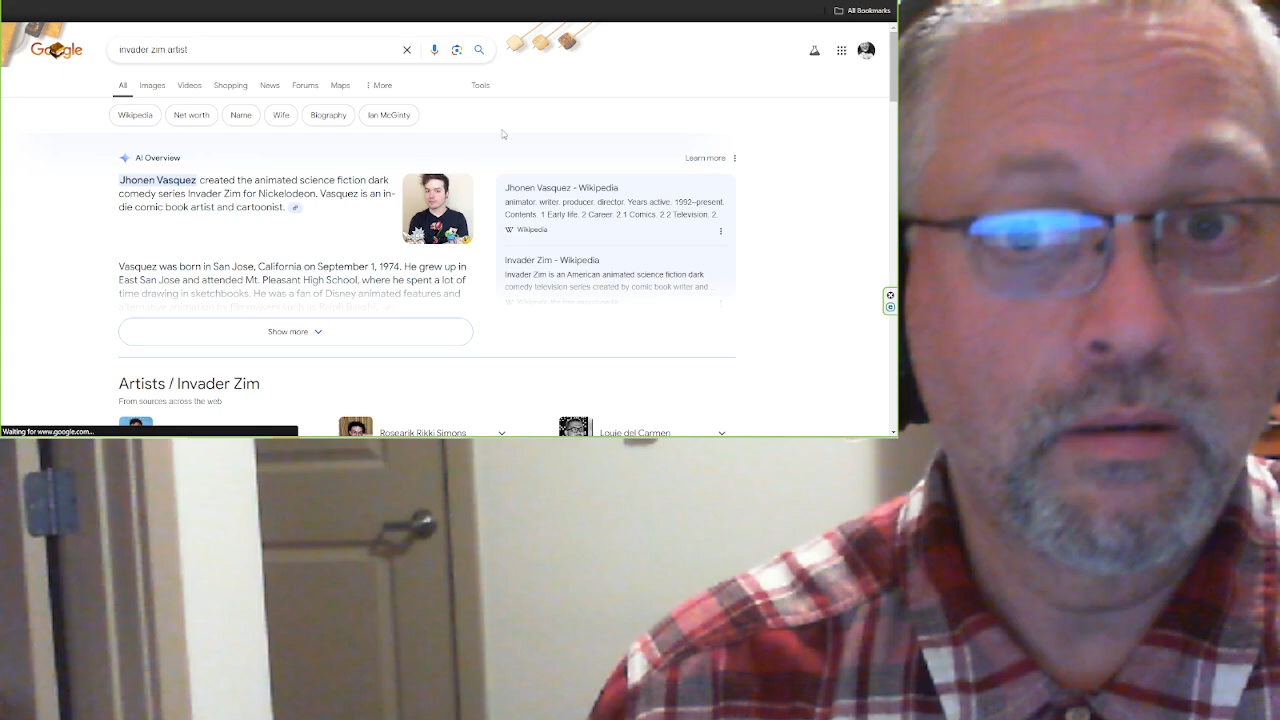 All Bookmarks
Google
invader zim artist
All Images Videos Shopping News Forums Maps More Tools
Wikipedia Net worth Name Wife Biography Ian McGinty
AI Overview
Learn more
Jhonen Vasquez created the animated science fiction dark
comedy series Invader Zim for Nickelodeon. Vasquez is an in-
die comic book artist and cartoonist.
Vasquez was born in San Jose, California on September 1, 1974. He grew up in
East San Jose and attended Mt. Pleasant High School, where he spent a lot of
time drawing in sketchbooks. He was a fan of Disney animated features and
Show more
Jhonen Vasquez - Wikipedia
animator. writer. producer. director. Years active. 1992–present.
Contents. 1 Early life. 2 Career. 2.1 Comics. 2.2 Television. 2.
Wikipedia
Invader Zim - Wikipedia
Invader Zim is an American animated science fiction dark
comedy television series created by comic book writer and...
Artists / Invader Zim
From sources across the web
Rosearik Rikki Simons
Louie del Carmen
Waiting for www.google.com...